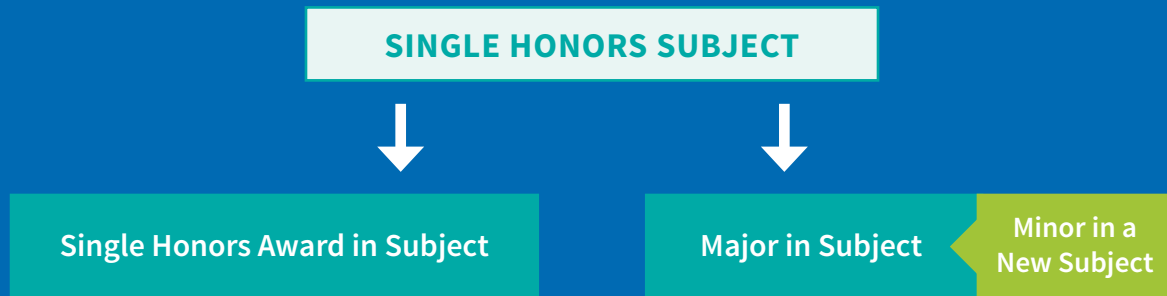 SINGLE HONORS SUBJECT
Single Honors Award in Subject
Major in Subject
Minor in a
New Subject